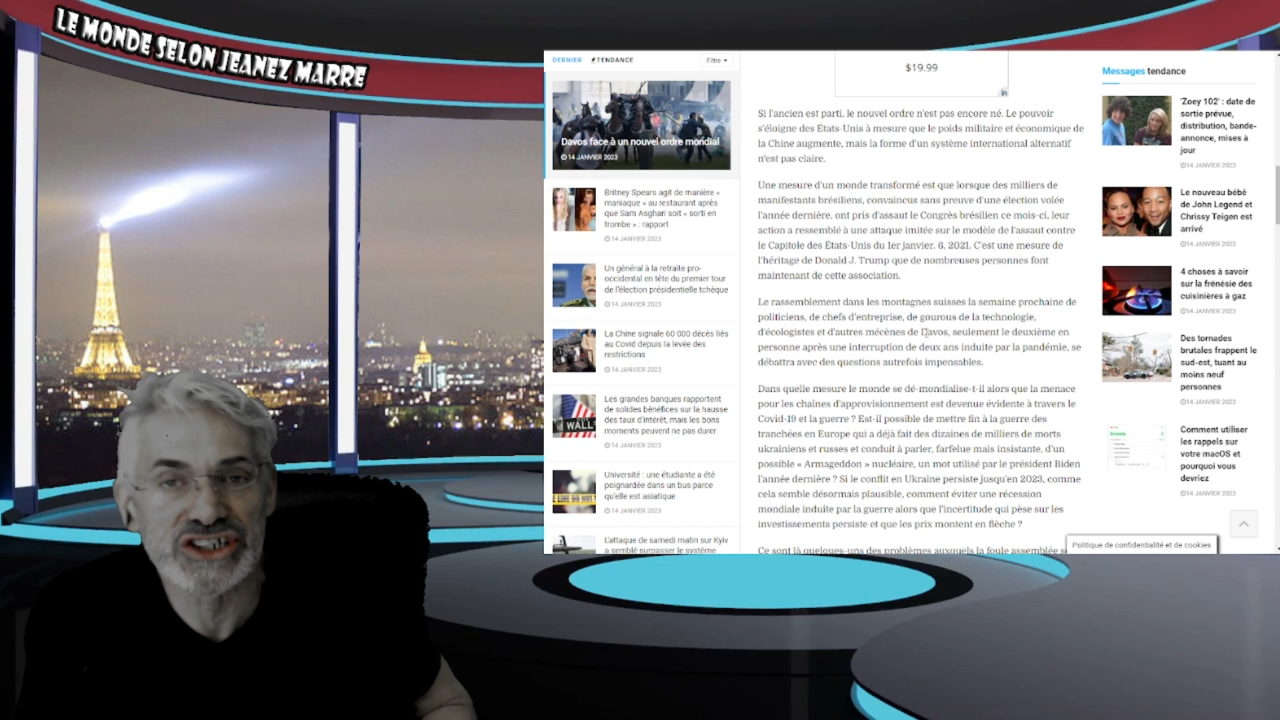 LE MONDE SELON JEANEZ MARRE
DERNIER TENDANCE Filtre
Davos face à un nouvel ordre mondial
14 JANVIER 2023
Britney Spears agit de manière «
maniaque » au restaurant après
que Sam Asghari soit « sorti en
trombe » : rapport
14 JANVIER 2023
Un général à la retraite pro-
occidental en tête du premier tour
de l'élection présidentielle tchèque
14 JANVIER 2023
La Chine signale 60 000 décès liés
au Covid depuis la levée des
restrictions
14 JANVIER 2023
WALL
Les grandes banques rapportent
de solides bénéfices sur la hausse
des taux d'intérêt, mais les bons
moments peuvent ne pas durer
14 JANVIER 2023
Université : une étudiante a été
poignardée dans un bus parce
qu'elle est asiatique
14 JANVIER 2023
L'attaque de samedi matin sur Kyiv
a semblé surpasser le système
$19.99
Si l'ancien est parti, le nouvel ordre n'est pas encore né. Le pouvoir
s'éloigne des États-Unis à mesure que le poids militaire et économique de
la Chine augmente, mais la forme d'un système international alternatif
n'est pas claire.
Une mesure d'un monde transformé est que lorsque des milliers de
manifestants brésiliens, convaincus sans preuve d'une élection volée
l'année dernière, ont pris d'assaut le Congrès brésilien ce mois-ci, leur
action a ressemblé à une attaque imitée sur le modèle de l'assaut contre
le Capitole des États-Unis du 1er janvier. 6, 2021. C'est une mesure de
l'héritage de Donald J. Trump que de nombreuses personnes font
maintenant de cette association.
Le rassemblement dans les montagnes suisses la semaine prochaine de
politiciens, de chefs d'entreprise, de gourous de la technologie,
d'écologistes et d'autres mécènes de Davos, seulement le deuxième en
personne après une interruption de deux ans induite par la pandémie, se
débattra avec des questions autrefois impensables.
Dans quelle mesure le monde se dé-mondialise-t-il alors que la menace
pour les chaînes d'approvisionnement est devenue évidente à travers le
Covid-19 et la guerre ? Est-il possible de mettre fin à la guerre des
tranchées en Europe qui a déjà fait des dizaines de milliers de morts
ukrainiens et russes et conduit à parler, farfelue mais insistante, d'un
possible « Armageddon » nucléaire, un mot utilisé par le président Biden
l'année dernière ? Si le conflit en Ukraine persiste jusqu'en 2023, comme
cela semble désormais plausible, comment éviter une récession
mondiale induite par la guerre alors que l'incertitude qui pèse sur les
investissements persiste et que les prix montent en flèche ?
Ce sont là quelques-uns des problèmes auxquels la foule assemblée
Messages tendance
'Zoey 102' : date de
sortie prévue,
distribution, bande-
annonce, mises à
jour
14 JANVIER 2023
Le nouveau bébé
de John Legend et
Chrissy Teigen est
arrivé
14 JANVIER 2023
4 choses à savoir
sur la frénésie des
cuisinières à gaz
14 JANVIER 2023
Des tornades
brutales frappent le
sud-est, tuant au
moins neuf
personnes
14 JANVIER 2023
Comment utiliser
les rappels sur
votre macOS et
pourquoi vous
devriez
14 JANVIER 2023
Politique de confidentialité et de cookies